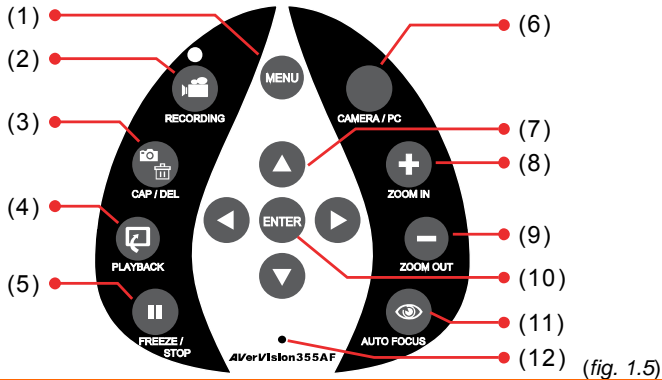 (1)
(2)
(3)
(4)
(5)
MENU
RECORDING
CAP / DEL
PLAYBACK
FREEZE /
STOP
ENTER
AVerVision355AF
CAMERA / PC
ZOOM IN
ZOOM OUT
AUTO FOCUS
(6)
(7)
(8)
(9)
(10)
(11)
(12)
(fig. 1.5)